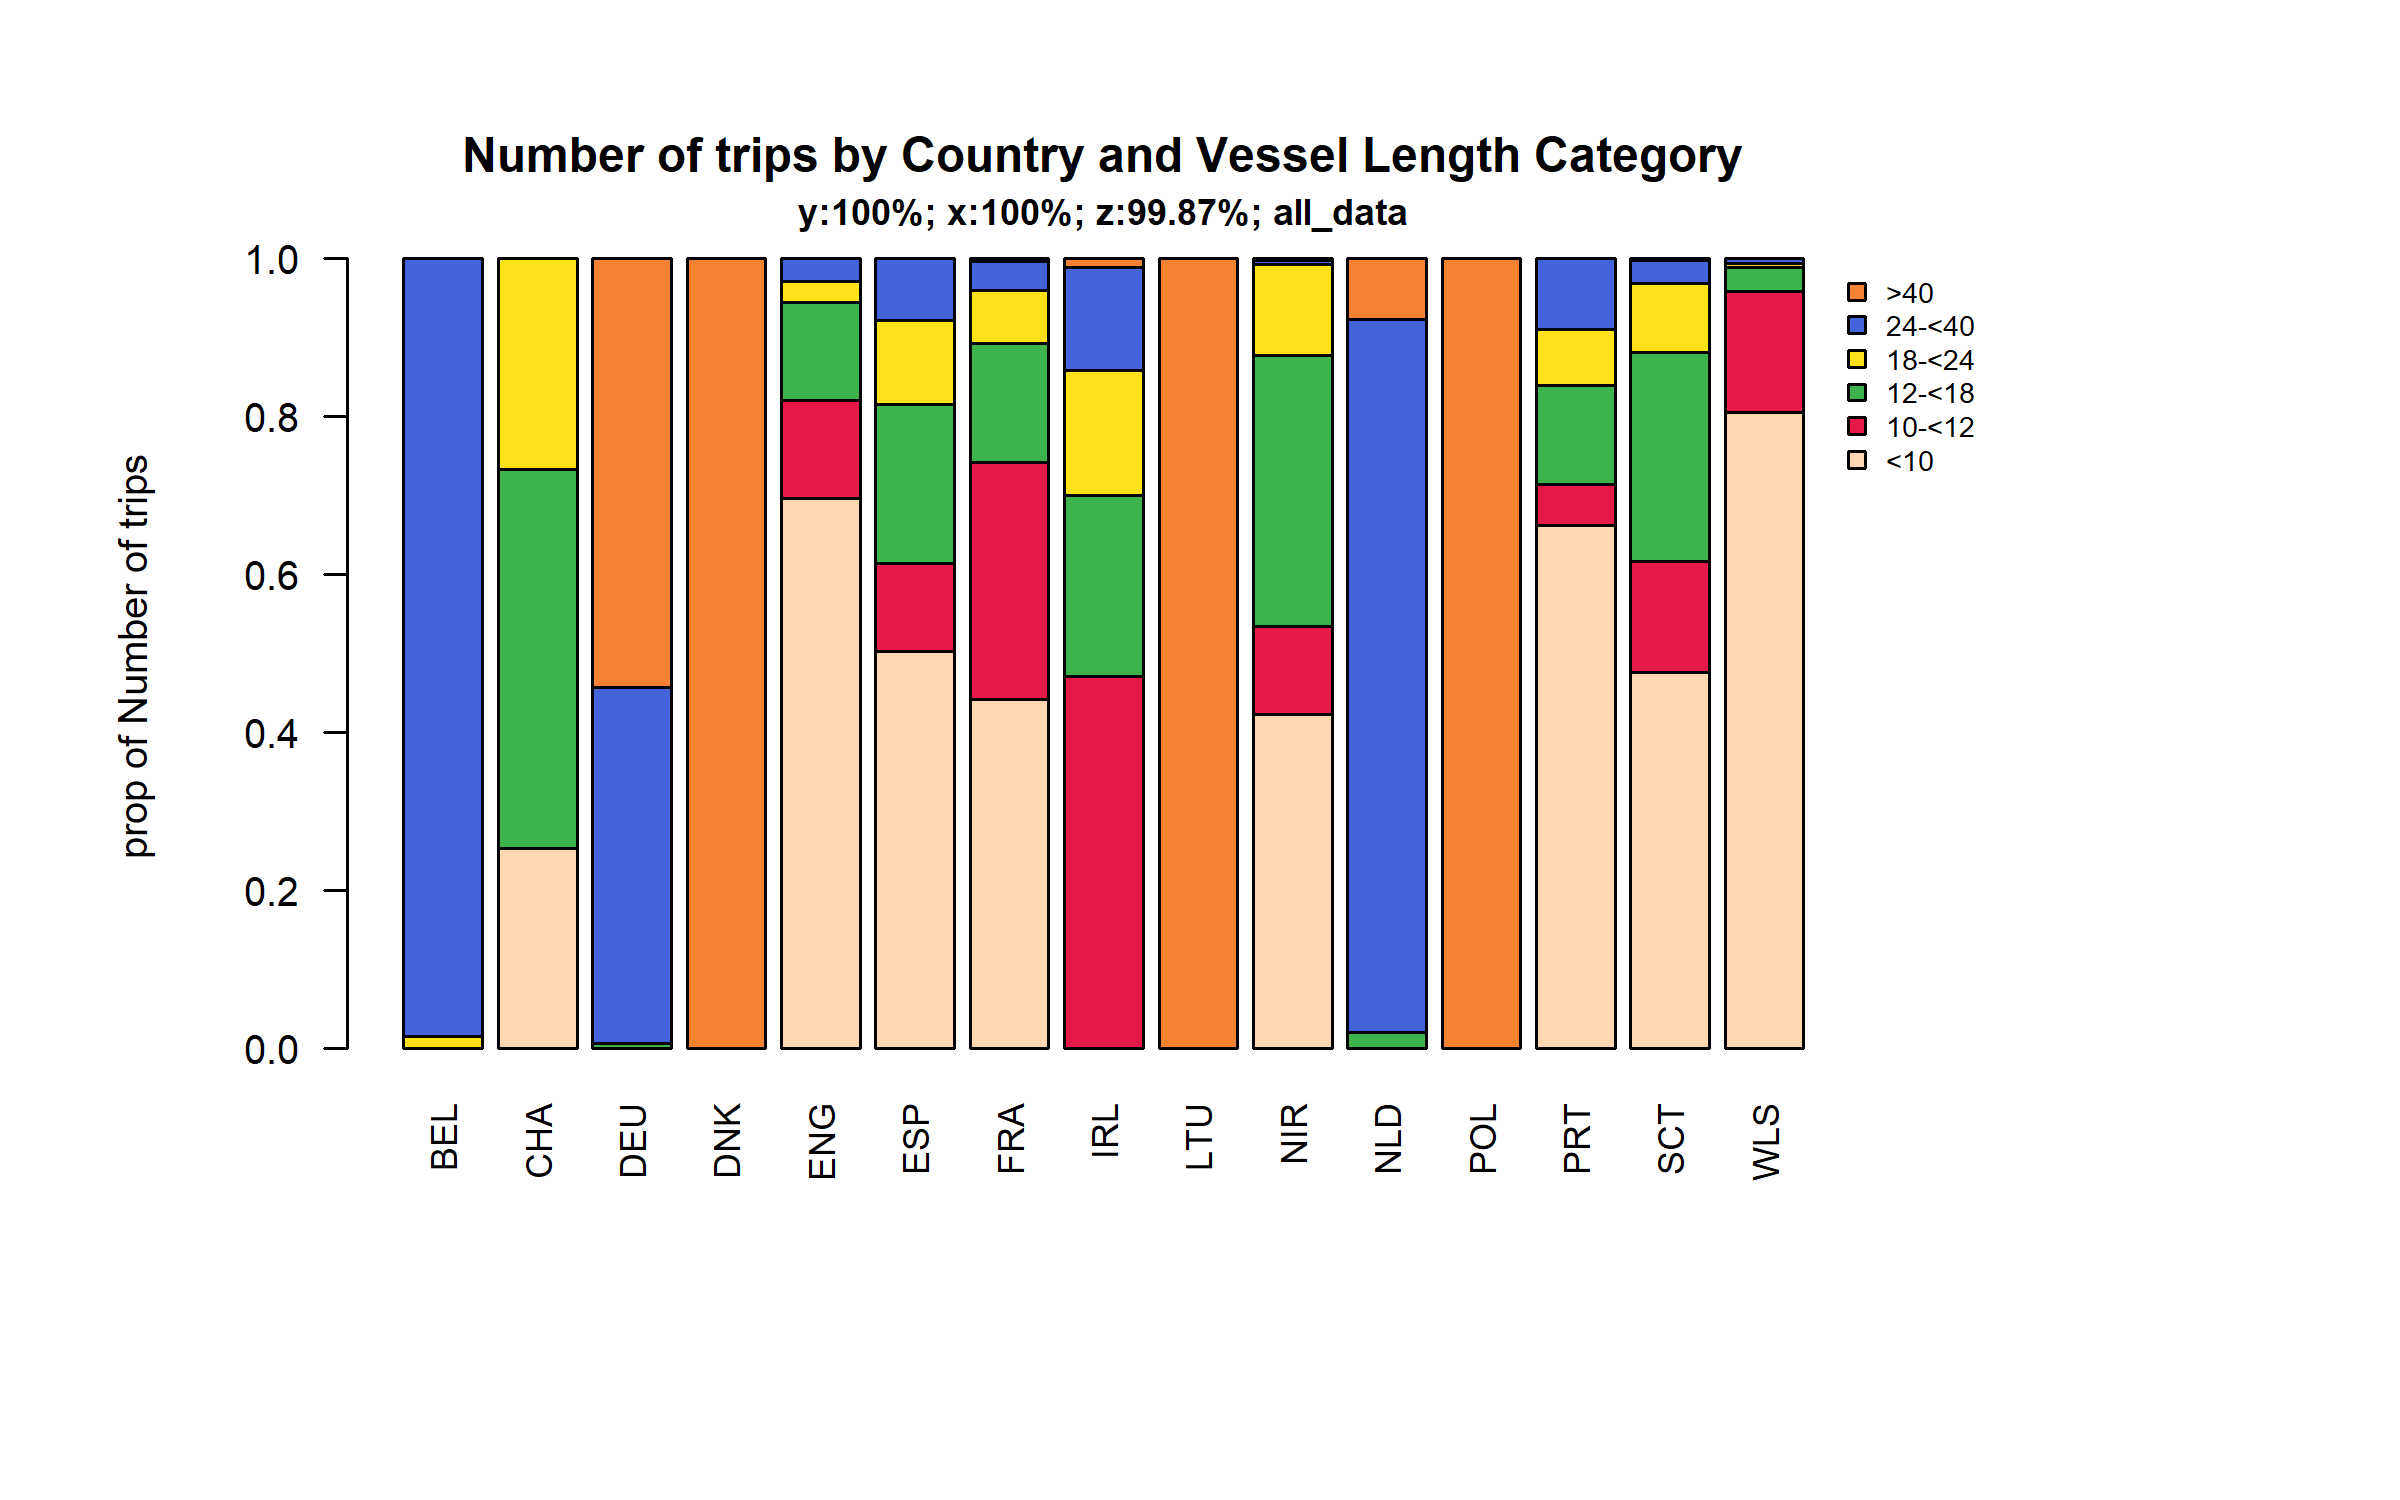 Number of trips by Country and Vessel Length Category
y:100%; x:100%; z:99.87%; all_data
prop of Number of trips
1.0
0.8
0.6
0.4
0.2
0.0
>40
24-<40
18-<24
12-<18
10-<12
<10
BEL
CHA
DEU
DNK
ENG
ESP
FRA
IRL
LTU
NIR
NLD
POL
PRT
SCT
WLS